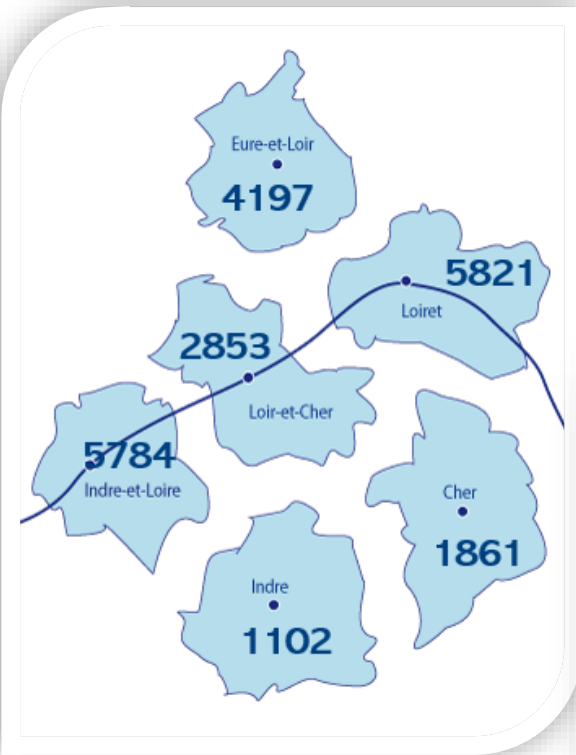 Eure-et-Loir
4197
5821
Loiret
2853
Loir-et-Cher
5784
Indre-et-Loire
Cher
1861
Indre
1102